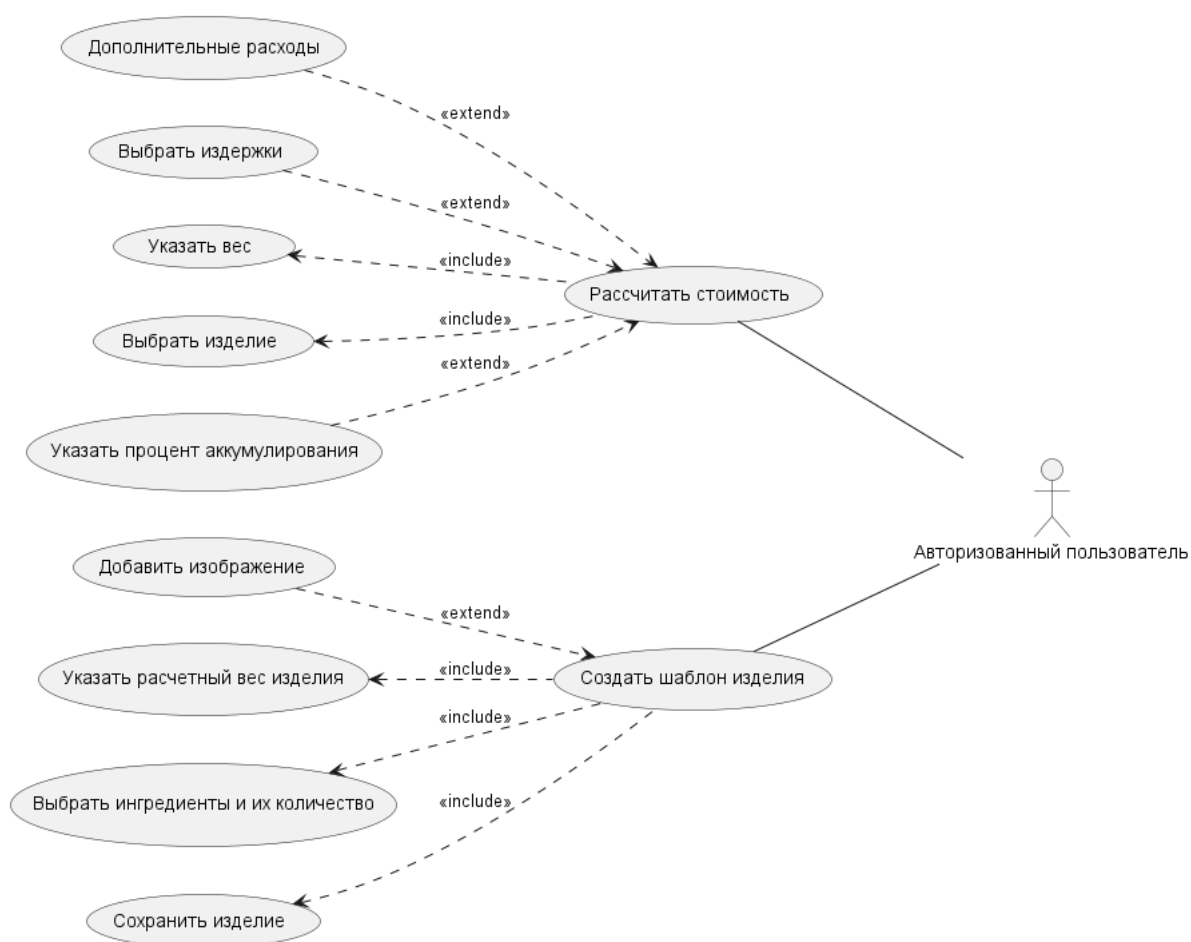 Дополнительные расходы
«extend»
Выбрать издержки
«extend»
Указать вес
«include»
Рассчитать стоимость
Выбрать изделие
«include»
«extend»
Указать процент аккумулирования
Авторизованный пользователь
Добавить изображение
«extend»
Указать расчетный вес изделия
«include»
Создать шаблон изделия
«include»
Выбрать ингредиенты и их количество
«include»
Сохранить изделие